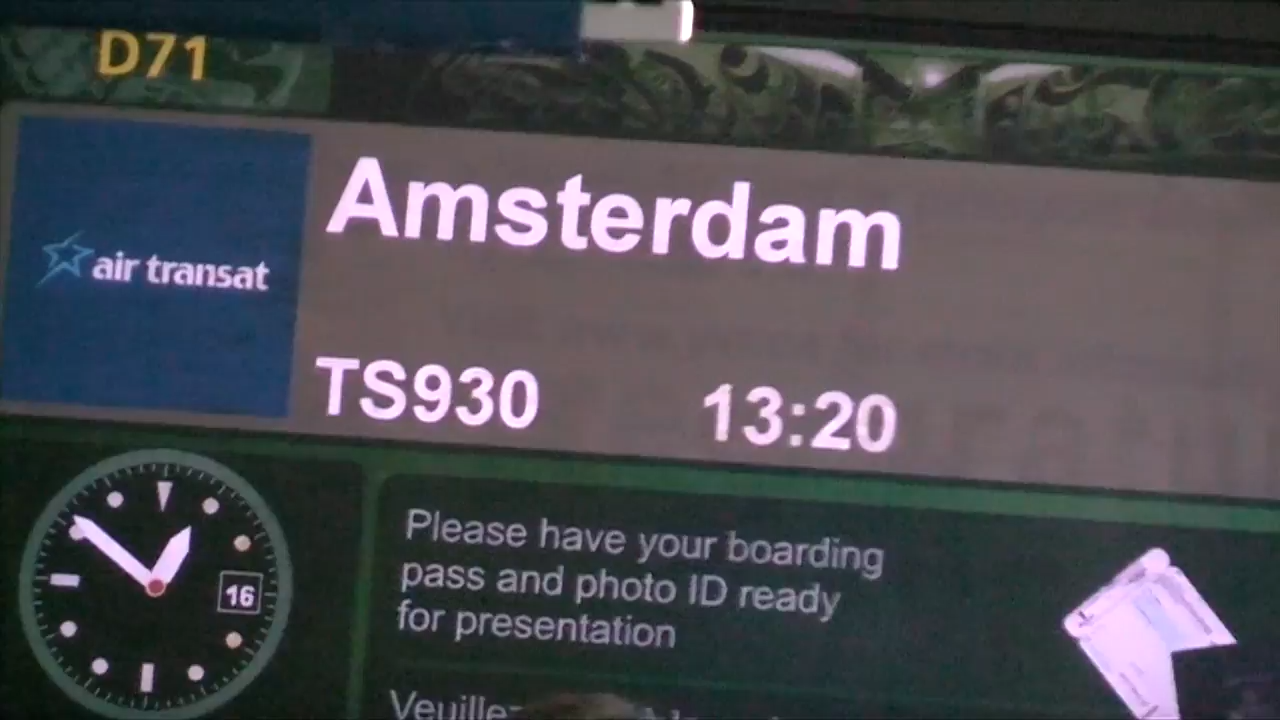 D71
air transat
Amsterdam
TS930 13:20
16
Please have your boarding
pass and photo ID ready
for presentation